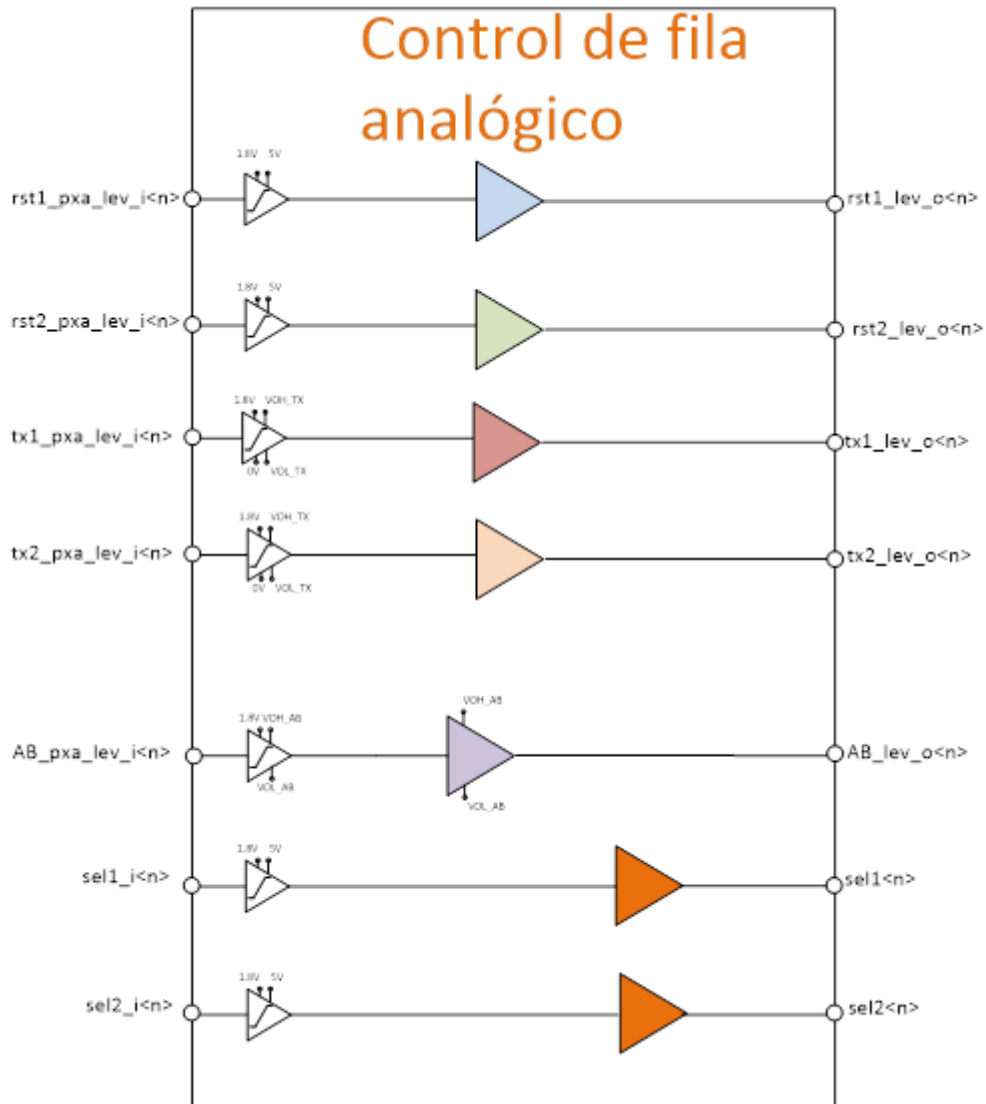 Control de fila
analógico
1.8V 5V
rst1_pxa_lev_i<n>
rst1_lev_o<n>
1.8V 5V
rst2_pxa_lev_i<n>
rst2_lev_o<n>
1.8V VOH_TX
tx1_pxa_lev_i<n>
tx1_lev_o<n>
0V VOL_TX
1.8V VOH_TX
tx2_pxa_lev_i<n>
tx2_lev_o<n>
0V VOL_TX
VOH_AB
1.8V VOH_AB
AB_pxa_lev_i<n>
AB_lev_o<n>
VOL_AB
VOL_AB
1.8V 5V
sel1_i<n>
sel1<n>
1.8V 5V
sel2_i<n>
sel2<n>